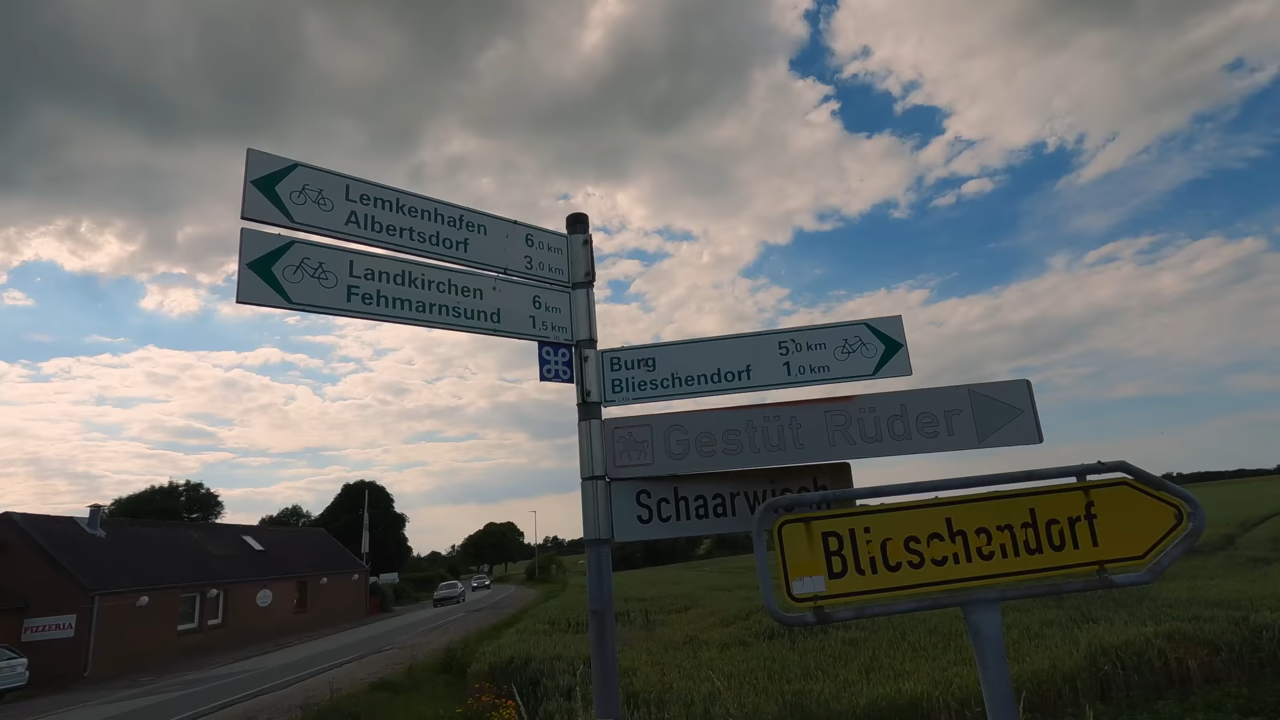 Lemkenhafen 6,0 km
Albertsdorf 3,0 km
Landkirchen 6 km
Fehmarnsund 1,5 km
Burg 5,0 km
Blieschendorf 1,0 km
Gestüt Rüder
Schaarwisch
Blieschendorf
PIZZERIA